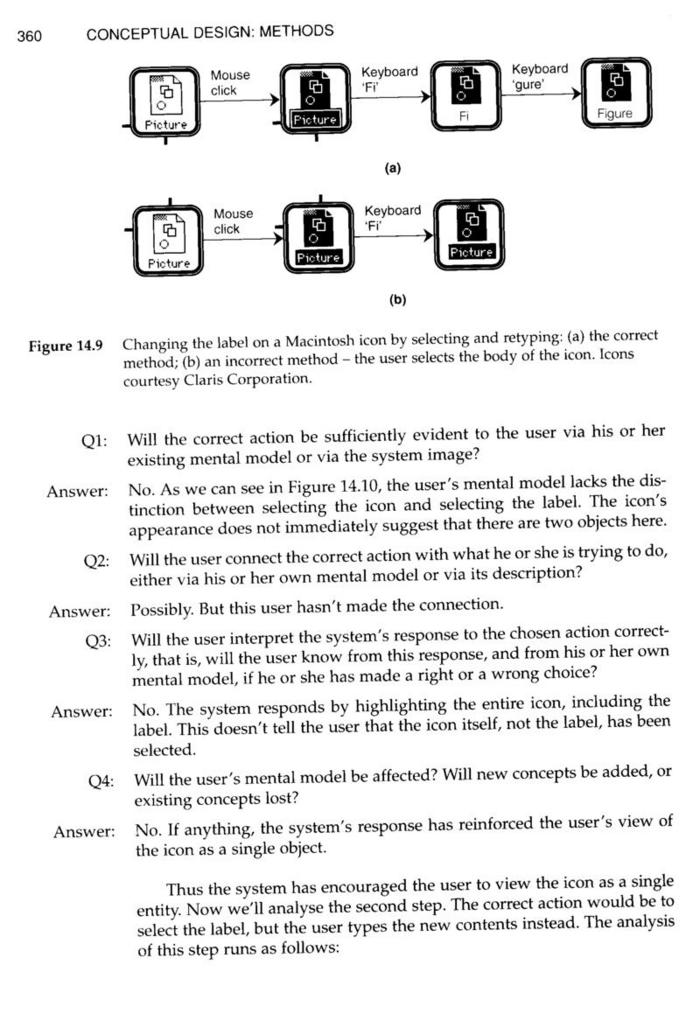 360 CONCEPTUAL DESIGN: METHODS
Mouse
click
Keyboard
'Fi'
Keyboard
'gure'
Picture
Picture
Fi
Figure
(a)
Mouse
click
Keyboard
'Fi'
Picture
Picture
Picture
(b)
Figure 14.9 Changing the label on a Macintosh icon by selecting and retyping: (a) the correct
method; (b) an incorrect method – the user selects the body of the icon. Icons
courtesy Claris Corporation.
Q1: Will the correct action be sufficiently evident to the user via his or her
existing mental model or via the system image?
Answer: No. As we can see in Figure 14.10, the user's mental model lacks the dis-
tinction between selecting the icon and selecting the label. The icon's
appearance does not immediately suggest that there are two objects here.
Q2: Will the user connect the correct action with what he or she is trying to do,
either via his or her own mental model or via its description?
Answer: Possibly. But this user hasn't made the connection.
Q3: Will the user interpret the system's response to the chosen action correct-
ly, that is, will the user know from this response, and from his or her own
mental model, if he or she has made a right or a wrong choice?
Answer: No. The system responds by highlighting the entire icon, including the
label. This doesn't tell the user that the icon itself, not the label, has been
selected.
Q4: Will the user's mental model be affected? Will new concepts be added, or
existing concepts lost?
Answer: No. If anything, the system's response has reinforced the user's view of
the icon as a single object.
Thus the system has encouraged the user to view the icon as a single
entity. Now we'll analyse the second step. The correct action would be to
select the label, but the user types the new contents instead. The analysis
of this step runs as follows: